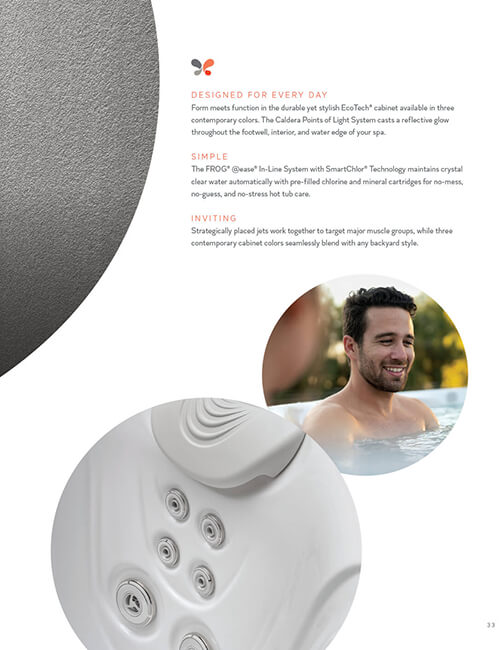 DESIGNED FOR EVERY DAY
Form meets function in the durable yet stylish EcoTech® cabinet available in three
contemporary colors. The Caldera Points of Light System casts a reflective glow
throughout the footwell, interior, and water edge of your spa.
SIMPLE
The FROG® @ease® In-Line System with SmartChlor® Technology maintains crystal
clear water automatically with pre-filled chlorine and mineral cartridges for no-mess,
no-guess, and no-stress hot tub care.
INVITING
Strategically placed jets work together to target major muscle groups, while three
contemporary cabinet colors seamlessly blend with any backyard style.
33